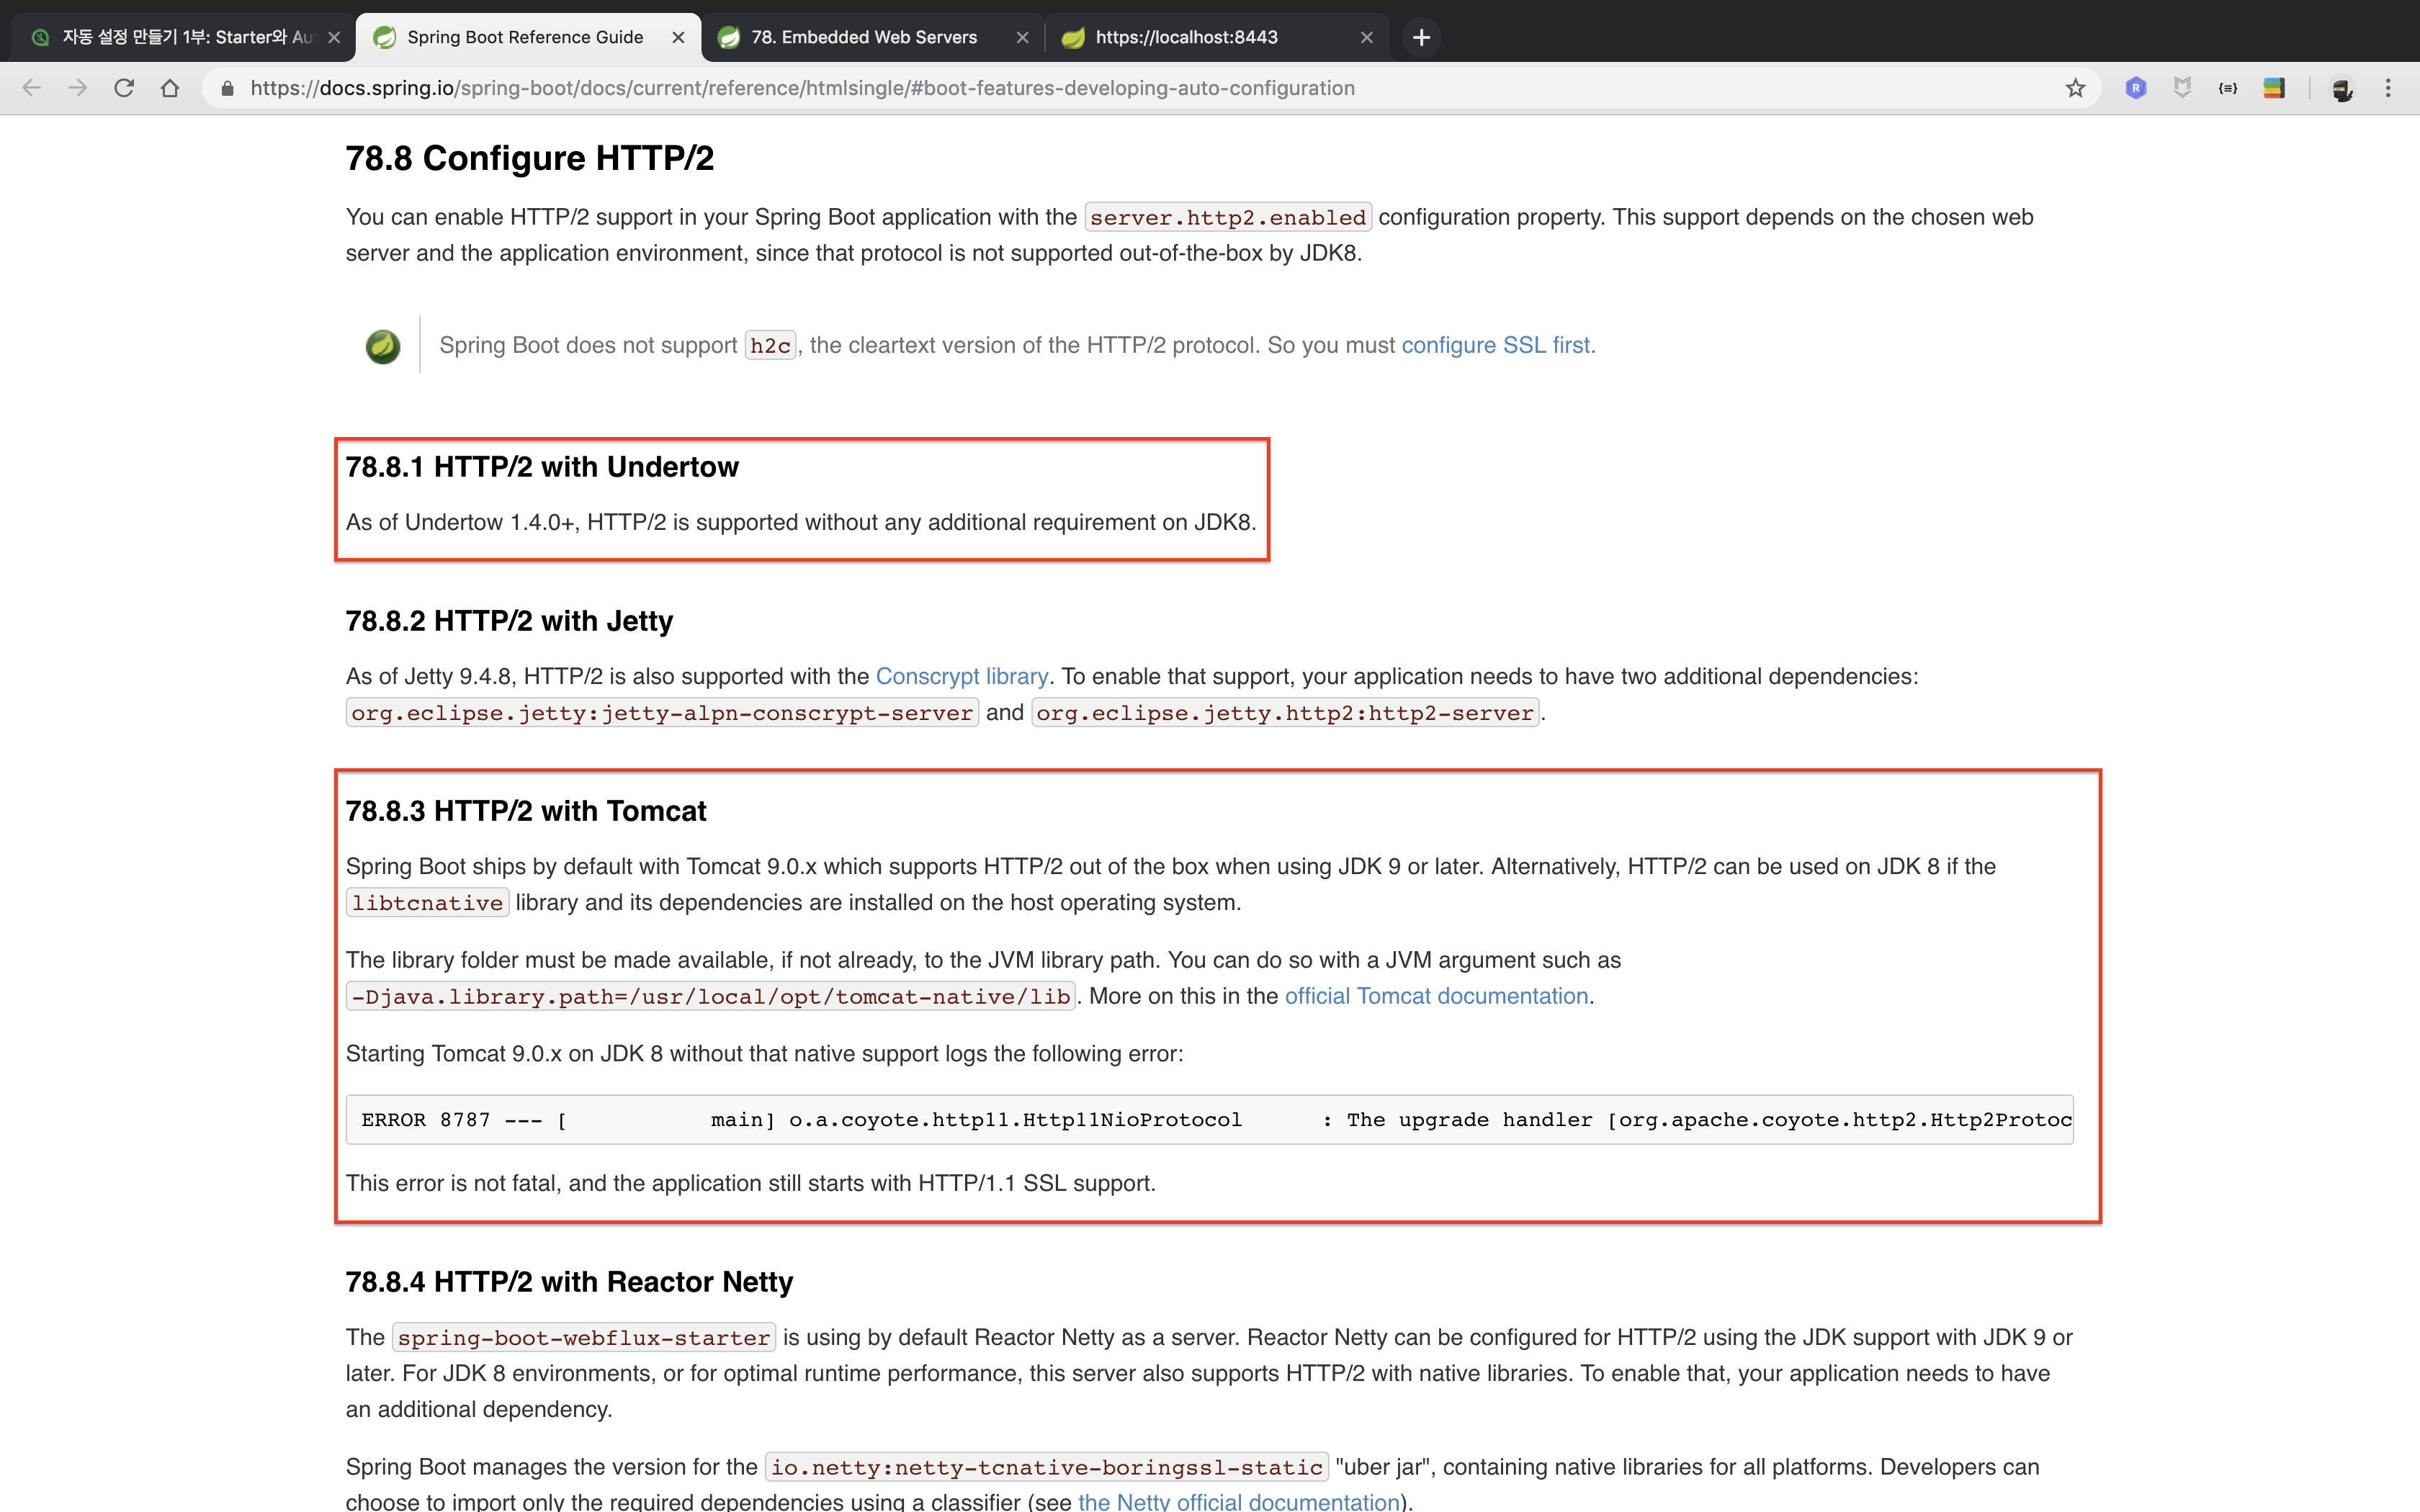 자동 설정 만들기 1부: Starter와 Au
Spring Boot Reference Guide
78. Embedded Web Servers
https://localhost:8443
https://docs.spring.io/spring-boot/docs/current/reference/htmlsingle/#boot-features-developing-auto-configuration
78.8 Configure HTTP/2
You can enable HTTP/2 support in your Spring Boot application with the server.http2.enabled configuration property. This support depends on the chosen web
server and the application environment, since that protocol is not supported out-of-the-box by JDK8.
Spring Boot does not support h2c, the cleartext version of the HTTP/2 protocol. So you must configure SSL first.
78.8.1 HTTP/2 with Undertow
As of Undertow 1.4.0+, HTTP/2 is supported without any additional requirement on JDK8.
78.8.2 HTTP/2 with Jetty
As of Jetty 9.4.8, HTTP/2 is also supported with the Conscrypt library. To enable that support, your application needs to have two additional dependencies:
org.eclipse.jetty:jetty-alpn-conscrypt-server and org.eclipse.jetty.http2:http2-server.
78.8.3 HTTP/2 with Tomcat
Spring Boot ships by default with Tomcat 9.0.x which supports HTTP/2 out of the box when using JDK 9 or later. Alternatively, HTTP/2 can be used on JDK 8 if the
libtcnative library and its dependencies are installed on the host operating system.
The library folder must be made available, if not already, to the JVM library path. You can do so with a JVM argument such as
-Djava.library.path=/usr/local/opt/tomcat-native/lib. More on this in the official Tomcat documentation.
Starting Tomcat 9.0.x on JDK 8 without that native support logs the following error:
ERROR 8787 --- [           main] o.a.coyote.http11.Http11NioProtocol      : The upgrade handler [org.apache.coyote.http2.Http2Protoc
This error is not fatal, and the application still starts with HTTP/1.1 SSL support.
78.8.4 HTTP/2 with Reactor Netty
The spring-boot-webflux-starter is using by default Reactor Netty as a server. Reactor Netty can be configured for HTTP/2 using the JDK support with JDK 9 or
later. For JDK 8 environments, or for optimal runtime performance, this server also supports HTTP/2 with native libraries. To enable that, your application needs to have
an additional dependency.
Spring Boot manages the version for the io.netty:netty-tcnative-boringssl-static "uber jar", containing native libraries for all platforms. Developers can
choose to import only the required dependencies using a classifier (see the Netty official documentation).